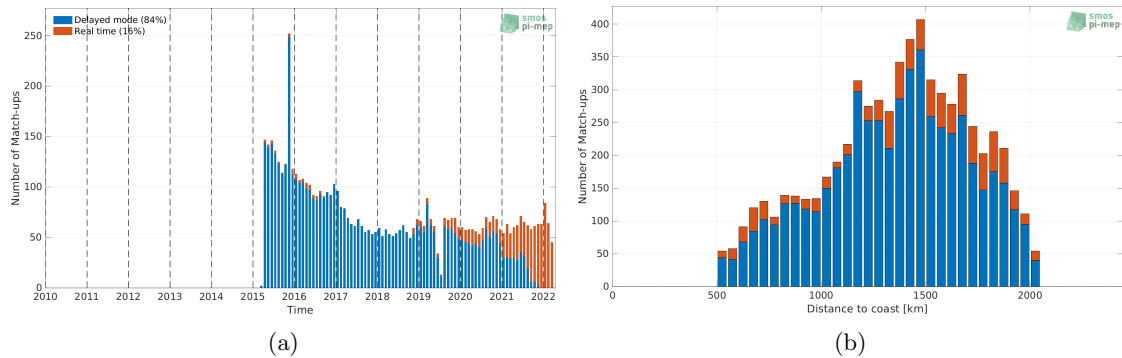 Delayed mode (84%)
Real time (16%)
smos
pi-mep
250
200
150
100
50
0
Number of Match-ups
2010 2011 2012 2013 2014 2015 2016 2017 2018 2019 2020 2021 2022
Time
(a)
smos
pi-mep
400
350
300
250
200
150
100
50
0
Number of Match-ups
0 500 1000 1500 2000
Distance to coast [km]
(b)